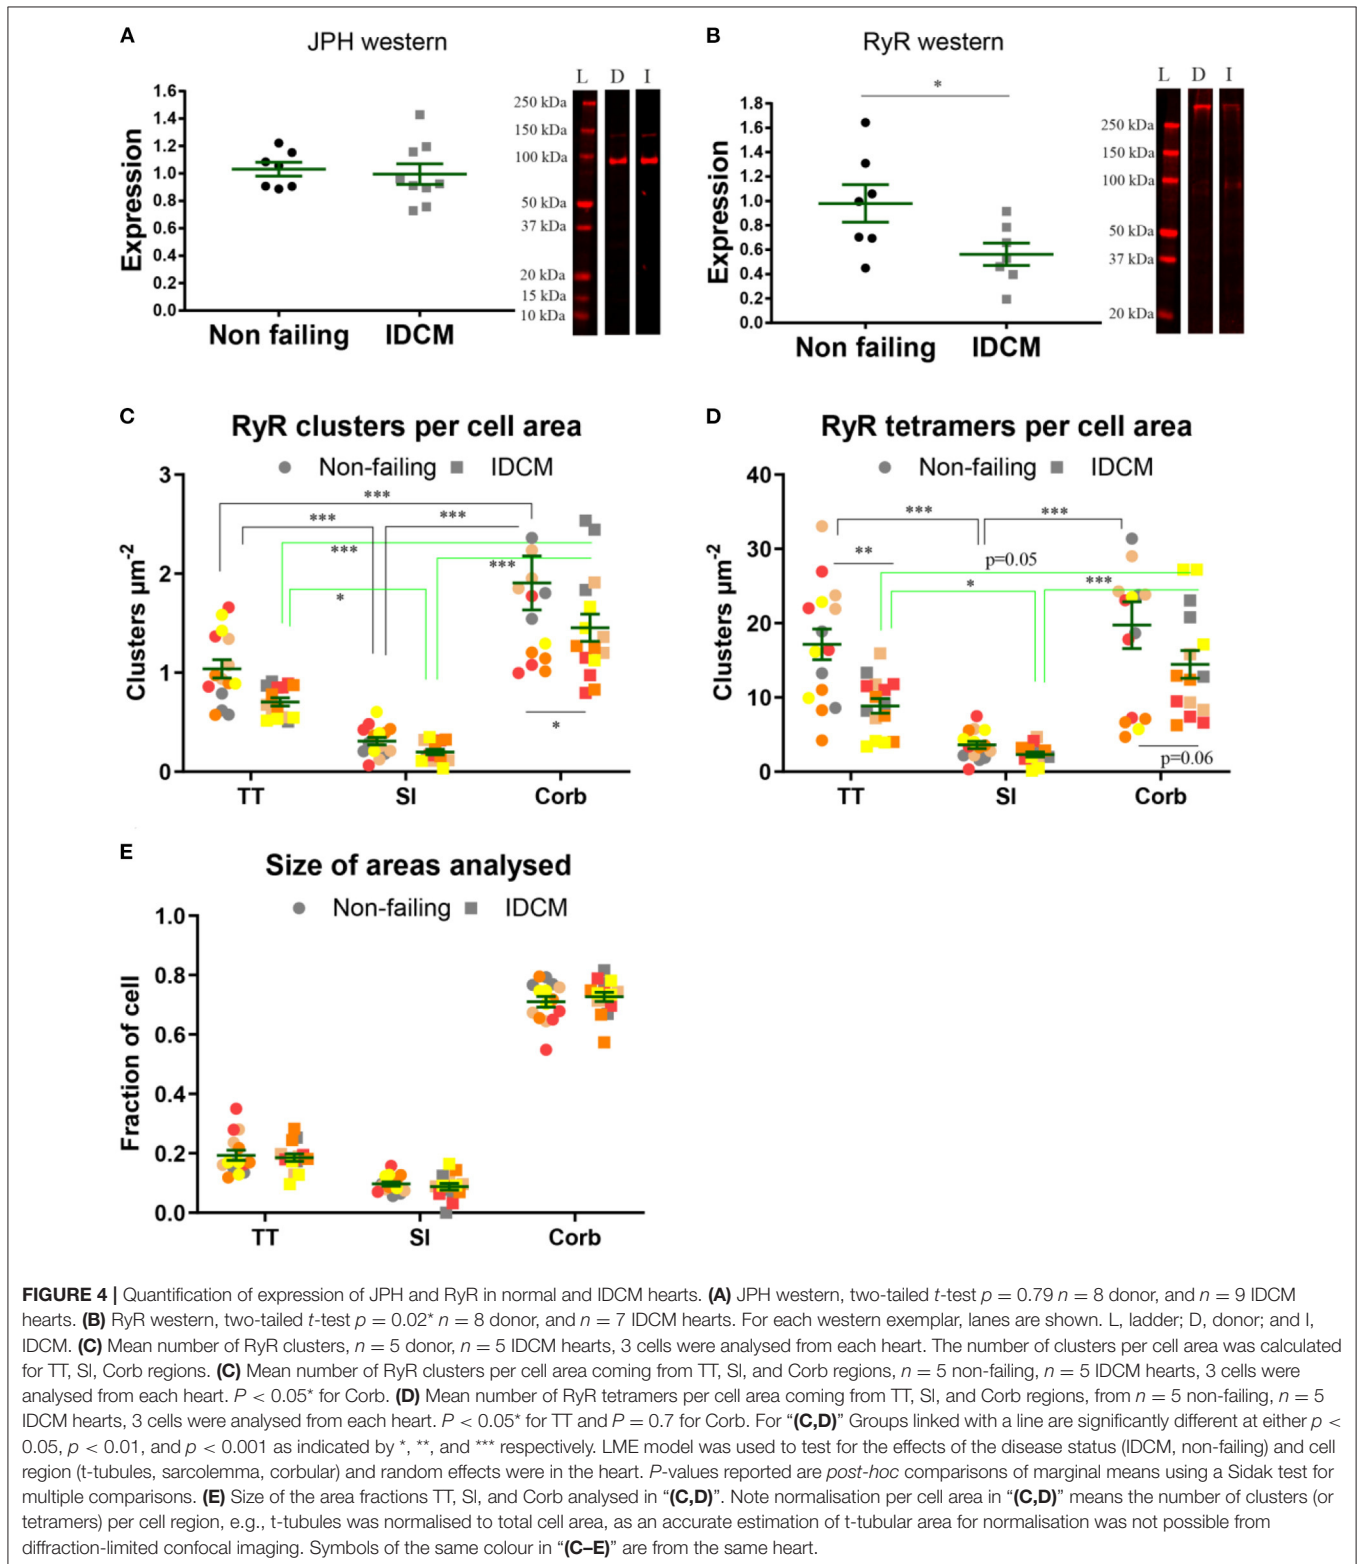 A
JPH western
Expression
1.6
1.4
1.2
1.0
0.8
0.6
0.4
0.2
0.0
Non failing IDCM
L D I
250 kDa
150 kDa
100 kDa
50 kDa
37 kDa
20 kDa
15 kDa
10 kDa
B
RyR western
Expression
1.8
1.6
1.4
1.2
1.0
0.8
0.6
0.4
0.2
0.0
*
Non failing IDCM
L D I
250 kDa
150 kDa
100 kDa
50 kDa
37 kDa
20 kDa
C
RyR clusters per cell area
Non-failing IDCM
Clusters µm-2
3
2
1
0
***
*** ***
***
***
*
*
TT SI Corb
D
RyR tetramers per cell area
Non-failing IDCM
Clusters µm-2
40
30
20
10
0
*** ***
**
p=0.05
* ***
p=0.06
TT SI Corb
E
Size of areas analysed
Non-failing IDCM
Fraction of cell
1.0
0.8
0.6
0.4
0.2
0.0
TT SI Corb
FIGURE 4 | Quantification of expression of JPH and RyR in normal and IDCM hearts. (A) JPH western, two-tailed t-test p = 0.79 n = 8 donor, and n = 9 IDCM
hearts. (B) RyR western, two-tailed t-test p = 0.02* n = 8 donor, and n = 7 IDCM hearts. For each western exemplar, lanes are shown. L, ladder; D, donor; and I,
IDCM. (C) Mean number of RyR clusters, n = 5 donor, n = 5 IDCM hearts, 3 cells were analysed from each heart. The number of clusters per cell area was calculated
for TT, Sl, Corb regions. (C) Mean number of RyR clusters per cell area coming from TT, Sl, and Corb regions, n = 5 non-failing, n = 5 IDCM hearts, 3 cells were
analysed from each heart. P < 0.05* for Corb. (D) Mean number of RyR tetramers per cell area coming from TT, Sl, and Corb regions, from n = 5 non-failing, n = 5
IDCM hearts, 3 cells were analysed from each heart. P < 0.05* for TT and P = 0.7 for Corb. For “(C,D)” Groups linked with a line are significantly different at either p <
0.05, p < 0.01, and p < 0.001 as indicated by *, **, and *** respectively. LME model was used to test for the effects of the disease status (IDCM, non-failing) and cell
region (t-tubules, sarcolemma, corbular) and random effects were in the heart. P-values reported are post-hoc comparisons of marginal means using a Sidak test for
multiple comparisons. (E) Size of the area fractions TT, Sl, and Corb analysed in “(C,D)”. Note normalisation per cell area in “(C,D)” means the number of clusters (or
tetramers) per cell region, e.g., t-tubules was normalised to total cell area, as an accurate estimation of t-tubular area for normalisation was not possible from
diffraction-limited confocal imaging. Symbols of the same colour in “(C–E)” are from the same heart.